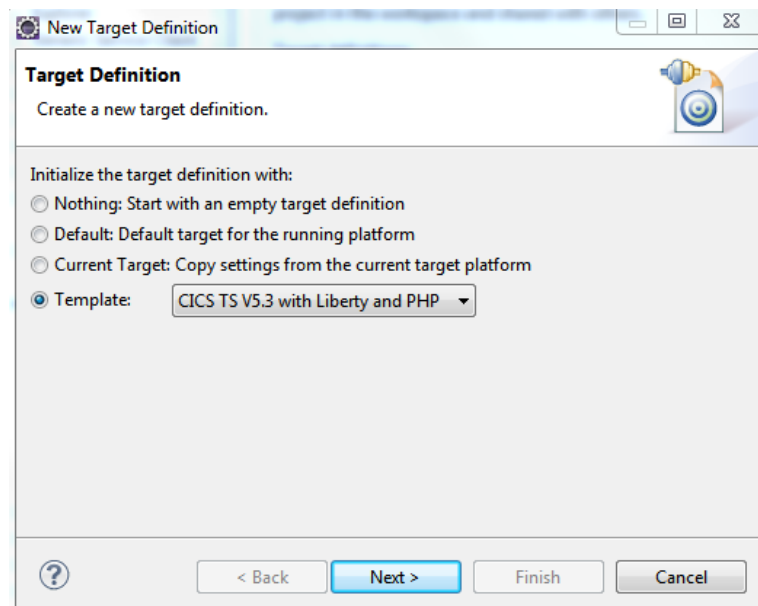 New Target Definition
Target Definition
Create a new target definition.
Initialize the target definition with:
Nothing: Start with an empty target definition
Default: Default target for the running platform
Current Target: Copy settings from the current target platform
Template: CICS TS V5.3 with Liberty and PHP
?
< Back Next > Finish Cancel